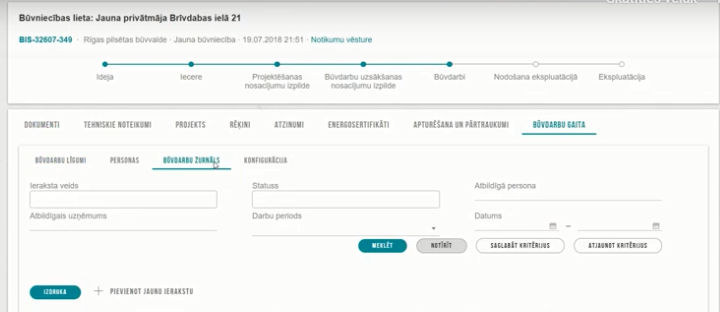 Būvniecības lieta: Jauna privātmāja Brīvdabas ielā 21
BIS-32607-349 · Rīgas pilsētas būvvalde · Jauna būvniecība · 19.07.2018 21:51 · Notikumu vēsture
Ideja Iecere Projektēšanas nosacījumu izpilde Būvdarbu uzsākšanas nosacījumu izpilde Būvdarbi Nodošana ekspluatācijā Ekspluatācija
DOKUMENTI TEHNISKIE NOTEIKUMI PROJEKTS RĒĶINI ATZINUMI ENERGOSERTIFIKĀTI APTURĒŠANA UN PĀRTRAUKUMI BŪVDARBU GAITA
BŪVDARBU LĪGUMI PERSONAS BŪVDARBU ŽURNĀLS KONFIGURĀCIJA
Ieraksta veids Statuss Atbildīgā persona
Atbildīgais uzņēmums Darbu periods Datums
–
MEKLĒT NOTĪRĪT SAGLABĀT KRITĒRIJUS ATJAUNOT KRITĒRIJUS
IZDRUKA + PIEVIENOT JAUNU IERAKSTU